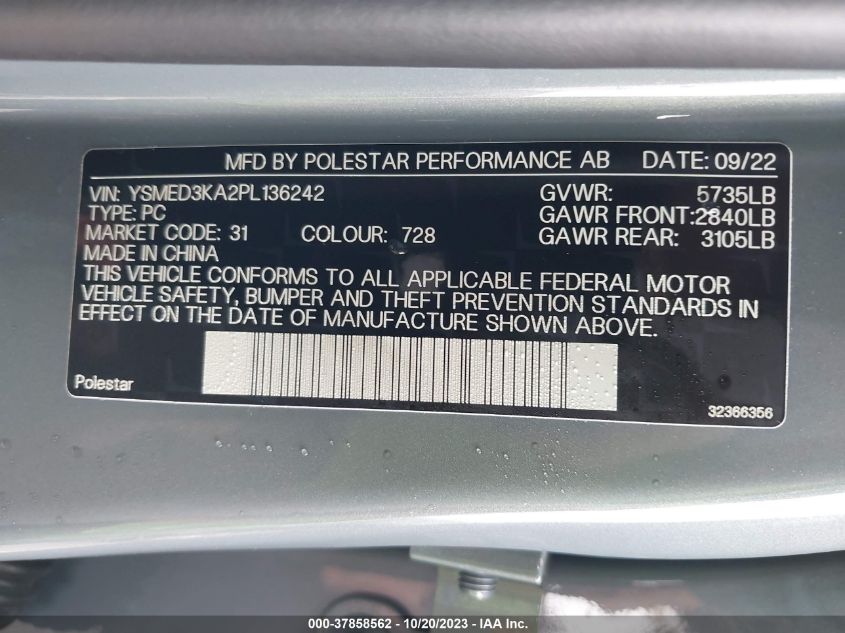 MFD BY POLESTAR PERFORMANCE AB DATE: 09/22
VIN: YSMED3KA2PL136242 GVWR: 5735LB
TYPE: PC GAWR FRONT:2840LB
MARKET CODE: 31 COLOUR: 728 GAWR REAR: 3105LB
MADE IN CHINA
THIS VEHICLE CONFORMS TO ALL APPLICABLE FEDERAL MOTOR
VEHICLE SAFETY, BUMPER AND THEFT PREVENTION STANDARDS IN
EFFECT ON THE DATE OF MANUFACTURE SHOWN ABOVE.
Polestar 32366356
000-37858562 - 10/20/2023 - IAA Inc.